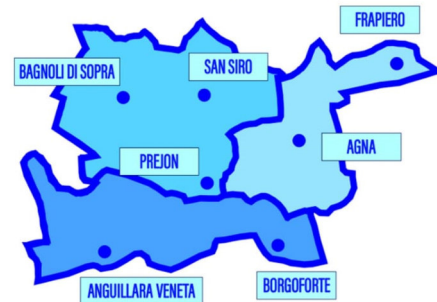 FRAPIERO
BAGNOLI DI SOPRA
SAN SIRO
PREJON
AGNA
ANGUILLARA VENETA
BORGOFORTE